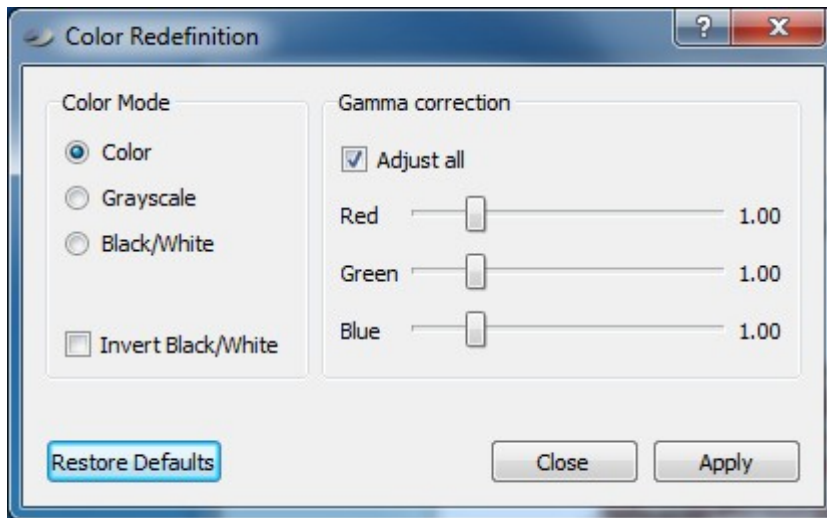 Color Redefinition
?
Color Mode
Color
Grayscale
Black/White
Invert Black/White
Gamma correction
Adjust all
Red 1.00
Green 1.00
Blue 1.00
Restore Defaults
Close
Apply